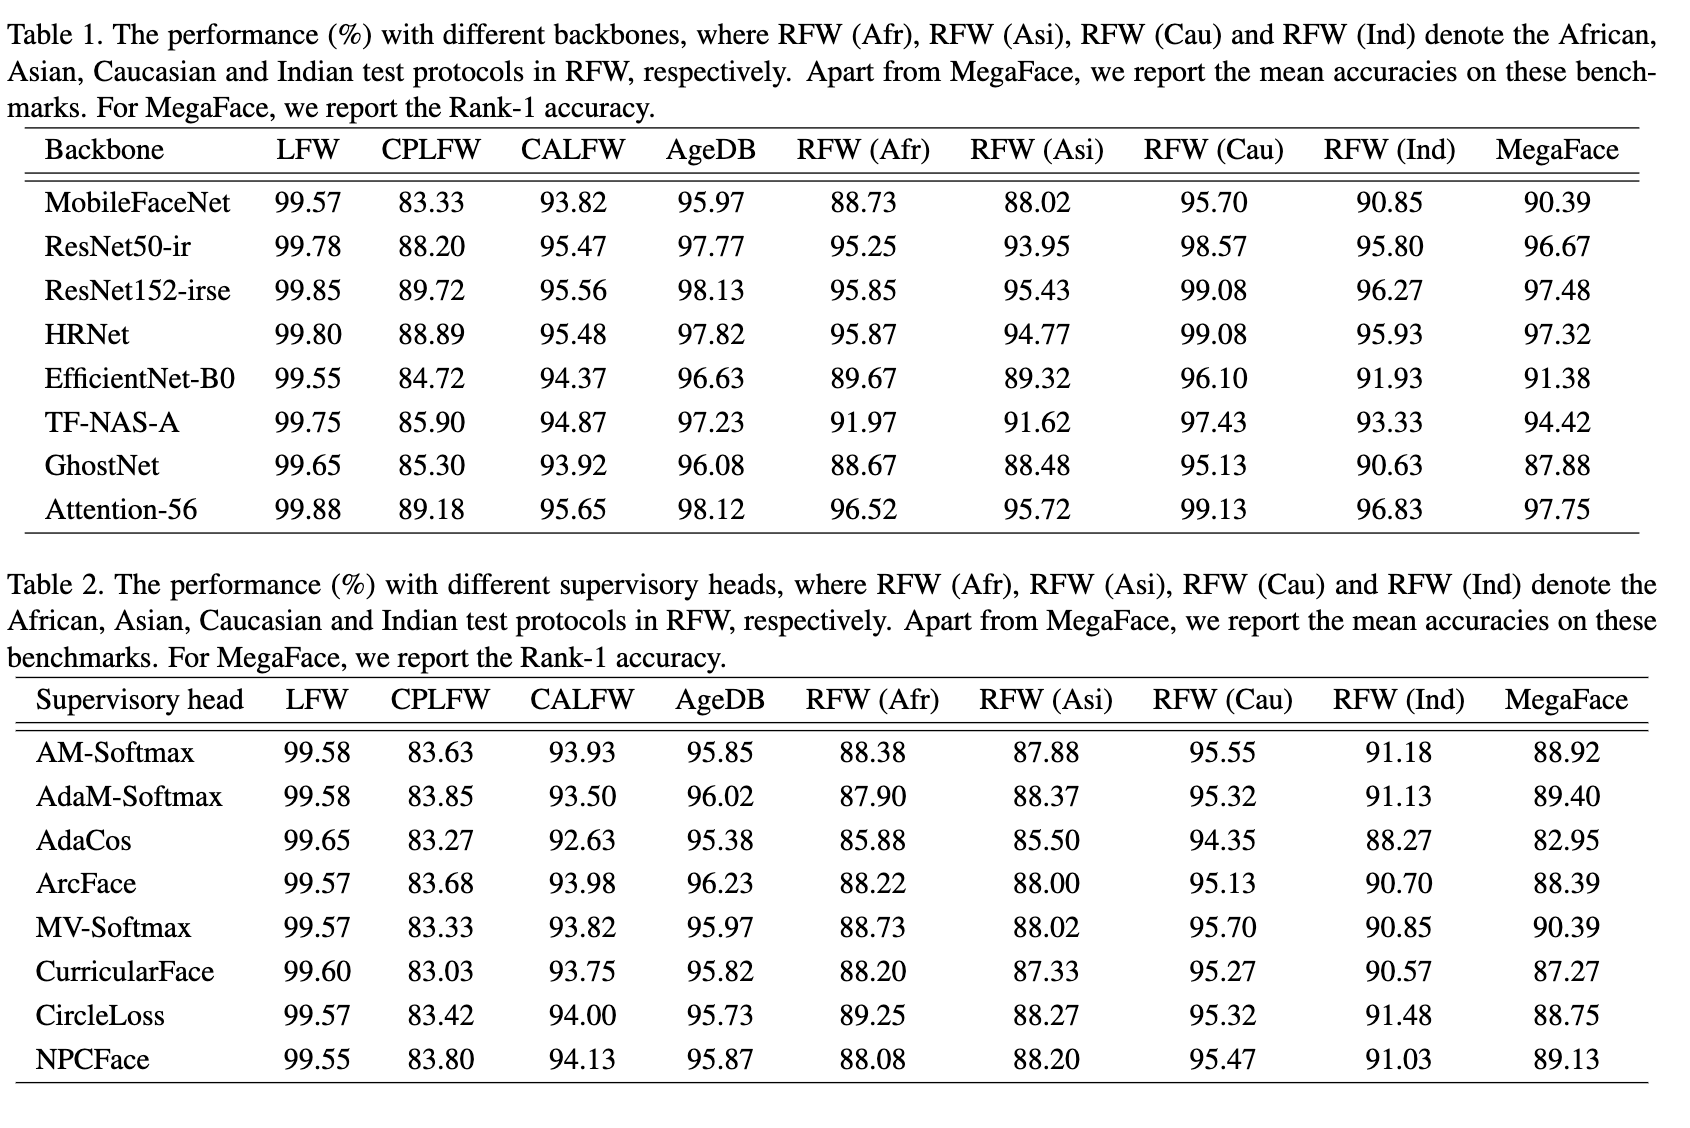 Table 1. The performance (%) with different backbones, where RFW (Afr), RFW (Asi), RFW (Cau) and RFW (Ind) denote the African,
Asian, Caucasian and Indian test protocols in RFW, respectively. Apart from MegaFace, we report the mean accuracies on these bench-
marks. For MegaFace, we report the Rank-1 accuracy.
Backbone LFW CPLFW CALFW AgeDB RFW (Afr) RFW (Asi) RFW (Cau) RFW (Ind) MegaFace
MobileFaceNet 99.57 83.33 93.82 95.97 88.73 88.02 95.70 90.85 90.39
ResNet50-ir 99.78 88.20 95.47 97.77 95.25 93.95 98.57 95.80 96.67
ResNet152-irse 99.85 89.72 95.56 98.13 95.85 95.43 99.08 96.27 97.48
HRNet 99.80 88.89 95.48 97.82 95.87 94.77 99.08 95.93 97.32
EfficientNet-B0 99.55 84.72 94.37 96.63 89.67 89.32 96.10 91.93 91.38
TF-NAS-A 99.75 85.90 94.87 97.23 91.97 91.62 97.43 93.33 94.42
GhostNet 99.65 85.30 93.92 96.08 88.67 88.48 95.13 90.63 87.88
Attention-56 99.88 89.18 95.65 98.12 96.52 95.72 99.13 96.83 97.75
Table 2. The performance (%) with different supervisory heads, where RFW (Afr), RFW (Asi), RFW (Cau) and RFW (Ind) denote the
African, Asian, Caucasian and Indian test protocols in RFW, respectively. Apart from MegaFace, we report the mean accuracies on these
benchmarks. For MegaFace, we report the Rank-1 accuracy.
Supervisory head LFW CPLFW CALFW AgeDB RFW (Afr) RFW (Asi) RFW (Cau) RFW (Ind) MegaFace
AM-Softmax 99.58 83.63 93.93 95.85 88.38 87.88 95.55 91.18 88.92
AdaM-Softmax 99.58 83.85 93.50 96.02 87.90 88.37 95.32 91.13 89.40
AdaCos 99.65 83.27 92.63 95.38 85.88 85.50 94.35 88.27 82.95
ArcFace 99.57 83.68 93.98 96.23 88.22 88.00 95.13 90.70 88.39
MV-Softmax 99.57 83.33 93.82 95.97 88.73 88.02 95.70 90.85 90.39
CurricularFace 99.60 83.03 93.75 95.82 88.20 87.33 95.27 90.57 87.27
CircleLoss 99.57 83.42 94.00 95.73 89.25 88.27 95.32 91.48 88.75
NPCFace 99.55 83.80 94.13 95.87 88.08 88.20 95.47 91.03 89.13